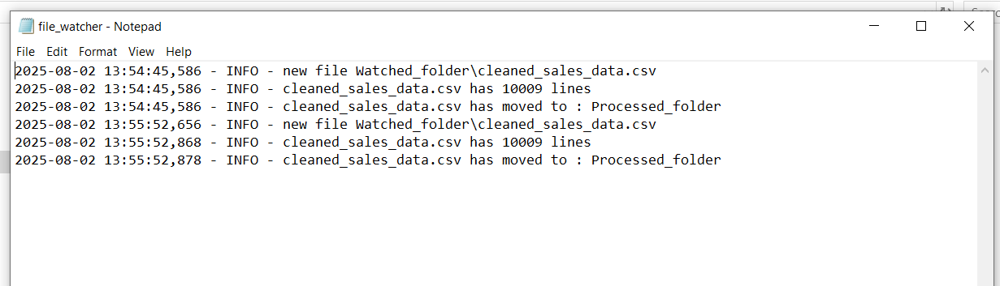 file_watcher - Notepad
File Edit Format View Help
2025-08-02 13:54:45,586 - INFO - new file Watched_folder\cleaned_sales_data.csv
2025-08-02 13:54:45,586 - INFO - cleaned_sales_data.csv has 10009 lines
2025-08-02 13:54:45,586 - INFO - cleaned_sales_data.csv has moved to : Processed_folder
2025-08-02 13:55:52,656 - INFO - new file Watched_folder\cleaned_sales_data.csv
2025-08-02 13:55:52,868 - INFO - cleaned_sales_data.csv has 10009 lines
2025-08-02 13:55:52,878 - INFO - cleaned_sales_data.csv has moved to : Processed_folder